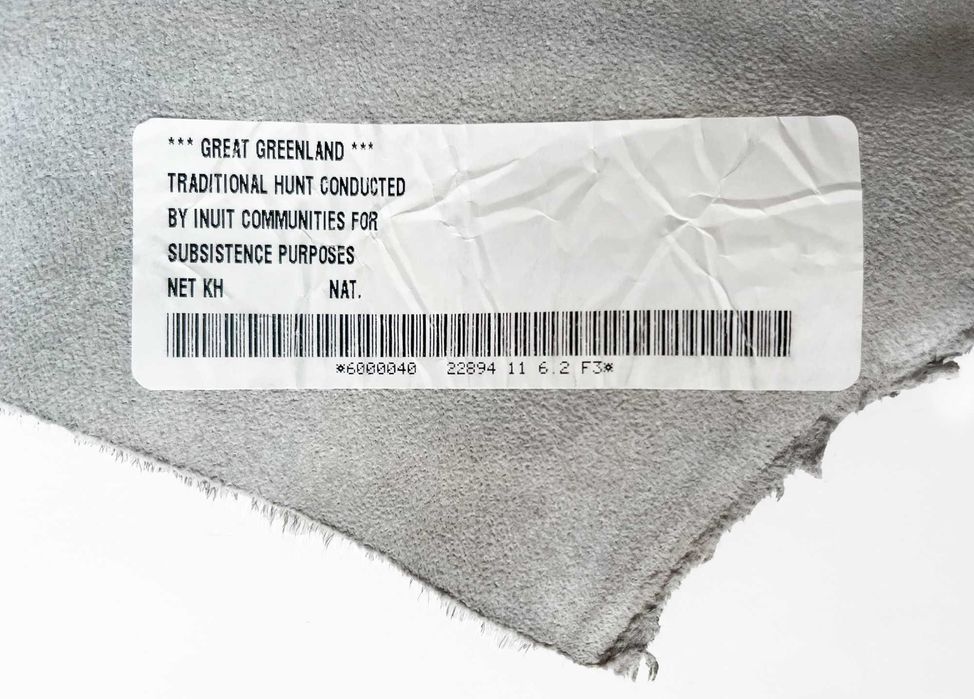 *** GREAT GREENLAND ***
TRADITIONAL HUNT CONDUCTED
BY INUIT COMMUNITIES FOR
SUBSISTENCE PURPOSES
NET KH NAT.
*6000040 22894 11 6.2 F3*